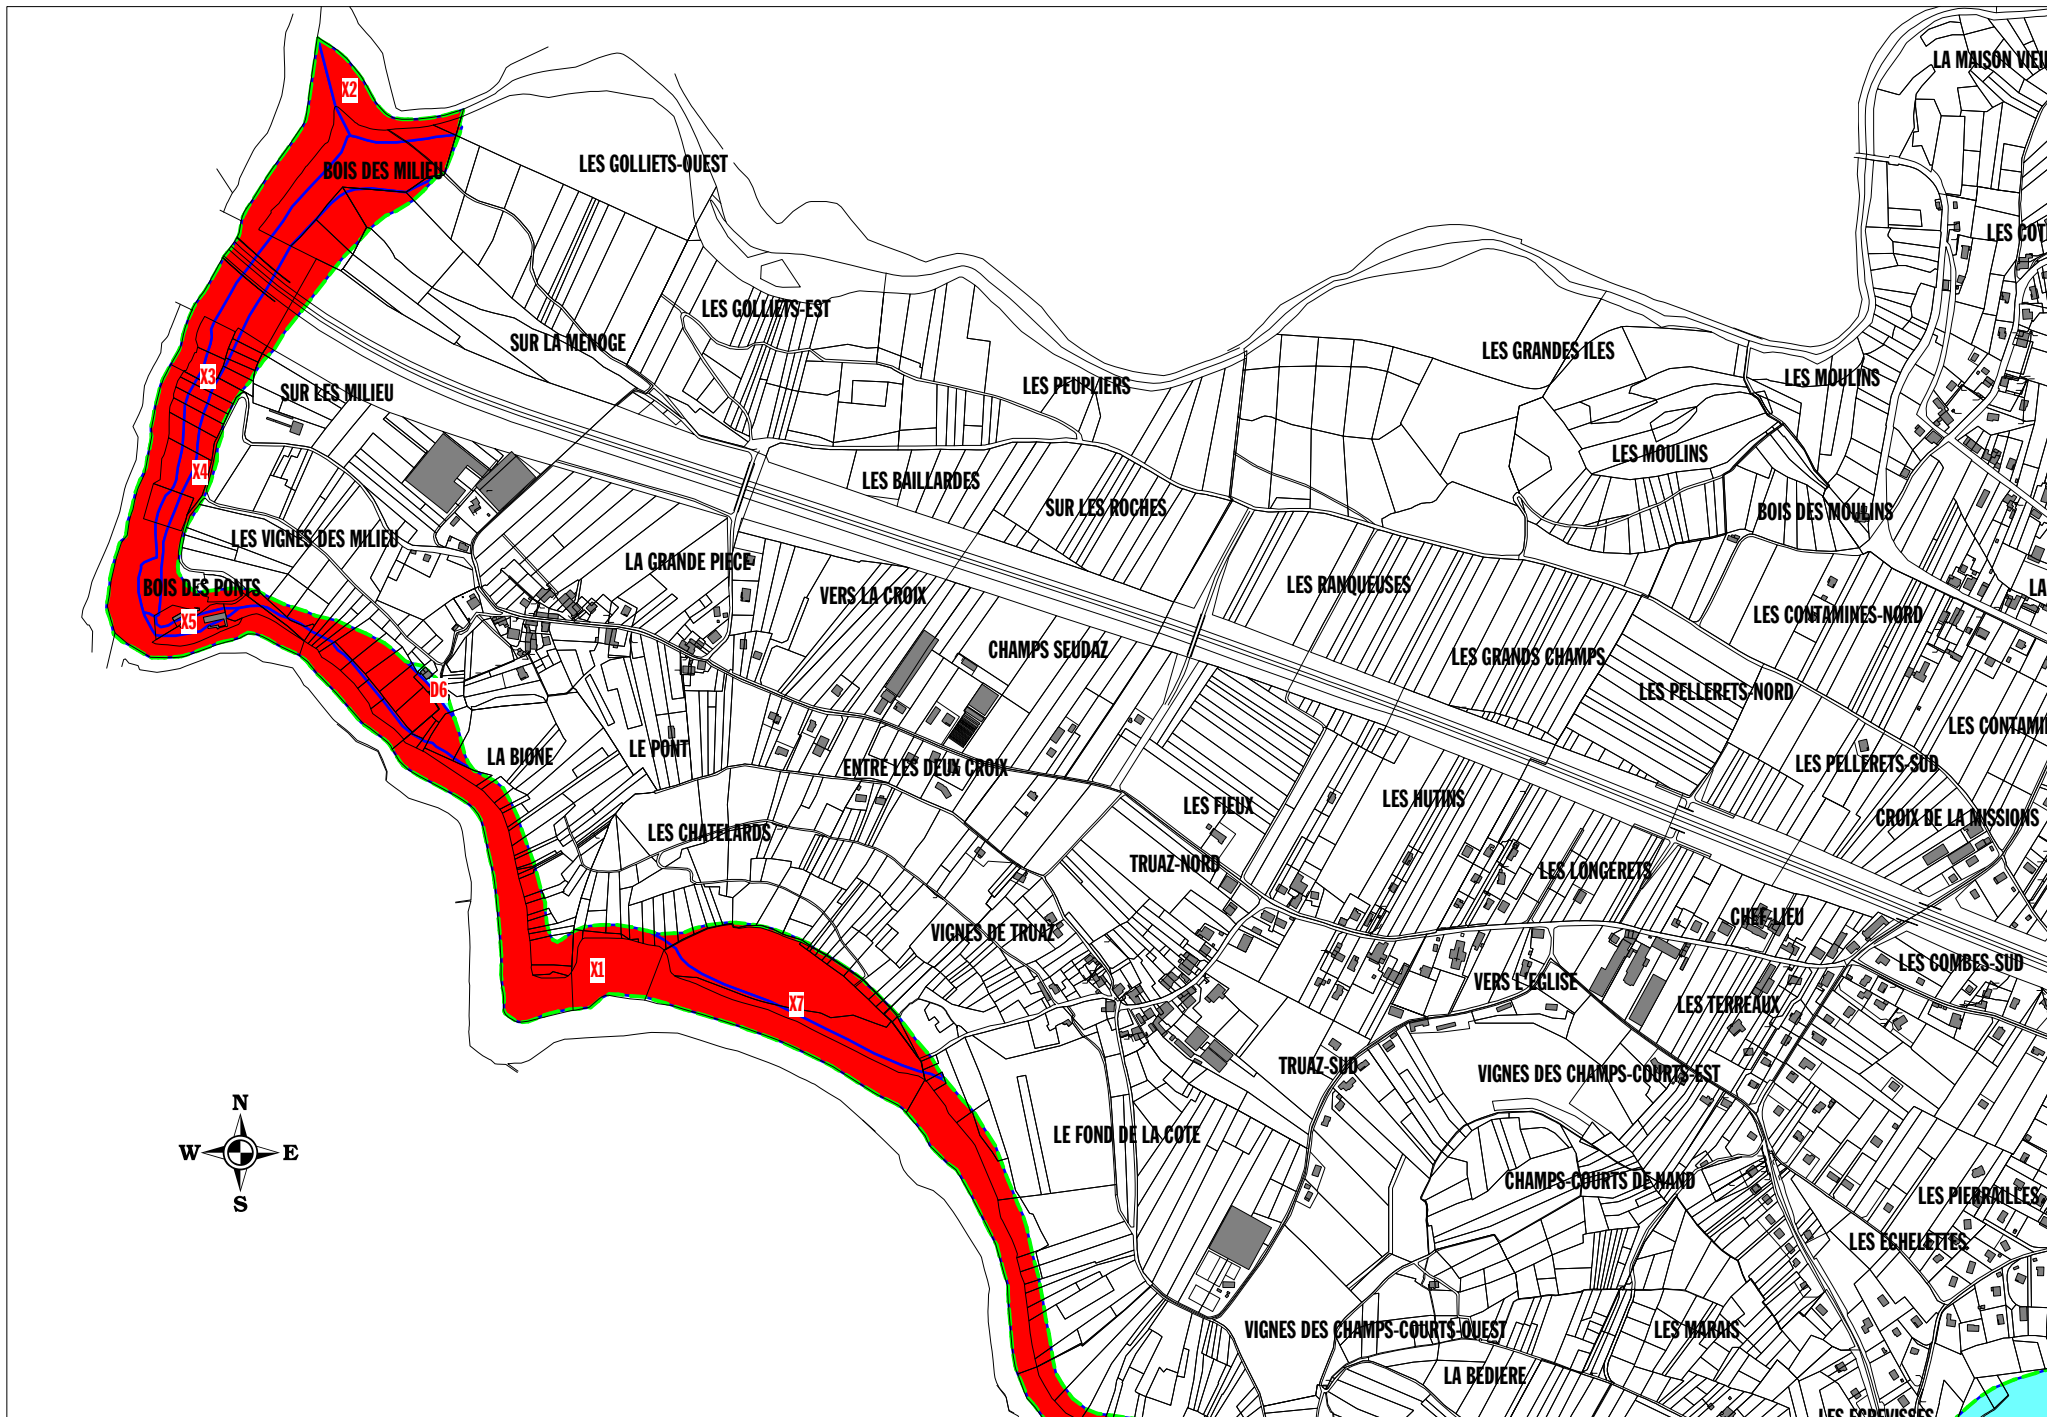 LA MAISON VIEI
X2
LES GOLLIETS-OUEST
BOIS DES MILIEU
LES COT
LES GOLLIETS-EST
SUR LA MENOGE
LES GRANDES ILES
X3
LES PEUPLIERS
LES MOULINS
SUR LES MILIEU
LES MOULINS
X4
LES BAILLARDES
SUR LES ROCHES
BOIS DES MOULINS
LES VIGNES DES MILIEU
LA GRANDE PIECE
BOIS DES PONTS
VERS LA CROIX
LES RANQUEUSES
LA
LES CONTAMINES-NORD
X5
CHAMPS SEUDAZ
LES GRANDS CHAMPS
D6
LES PELLERETS-NORD
LES CONTAMI
LA BIONE
LE PONT
ENTRE LES DEUX CROIX
LES PELLERETS-SUD
LES FIEUX
LES HUTINS
CROIX DE LA MISSIONS
LES CHATELARDS
TRUAZ-NORD
LES LONGERETS
CHEF-LIEU
VIGNES DE TRUAZ
X1
LES COMBES-SUD
VERS L'EGLISE
X7
LES TERREAUX
TRUAZ-SUD
VIGNES DES CHAMPS-COURTS-EST
N
W
E
S
LE FOND DE LA COTE
CHAMPS-COURTS DE NAND
LES PIERRAILLES
LES ECHELETTES
VIGNES DES CHAMPS-COURTS-OUEST
LES MARAIS
LA BEDIERE
LES ECREVISSES